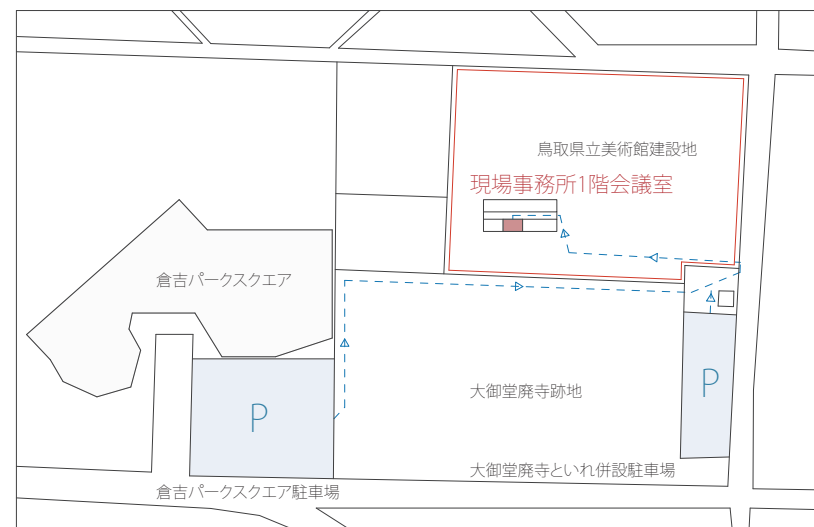 鳥取県立美術館建設地
現場事務所1階会議室
倉吉パークスクエア
P
P
大御堂廃寺跡地
大御堂廃寺といれ併設駐車場
倉吉パークスクエア駐車場